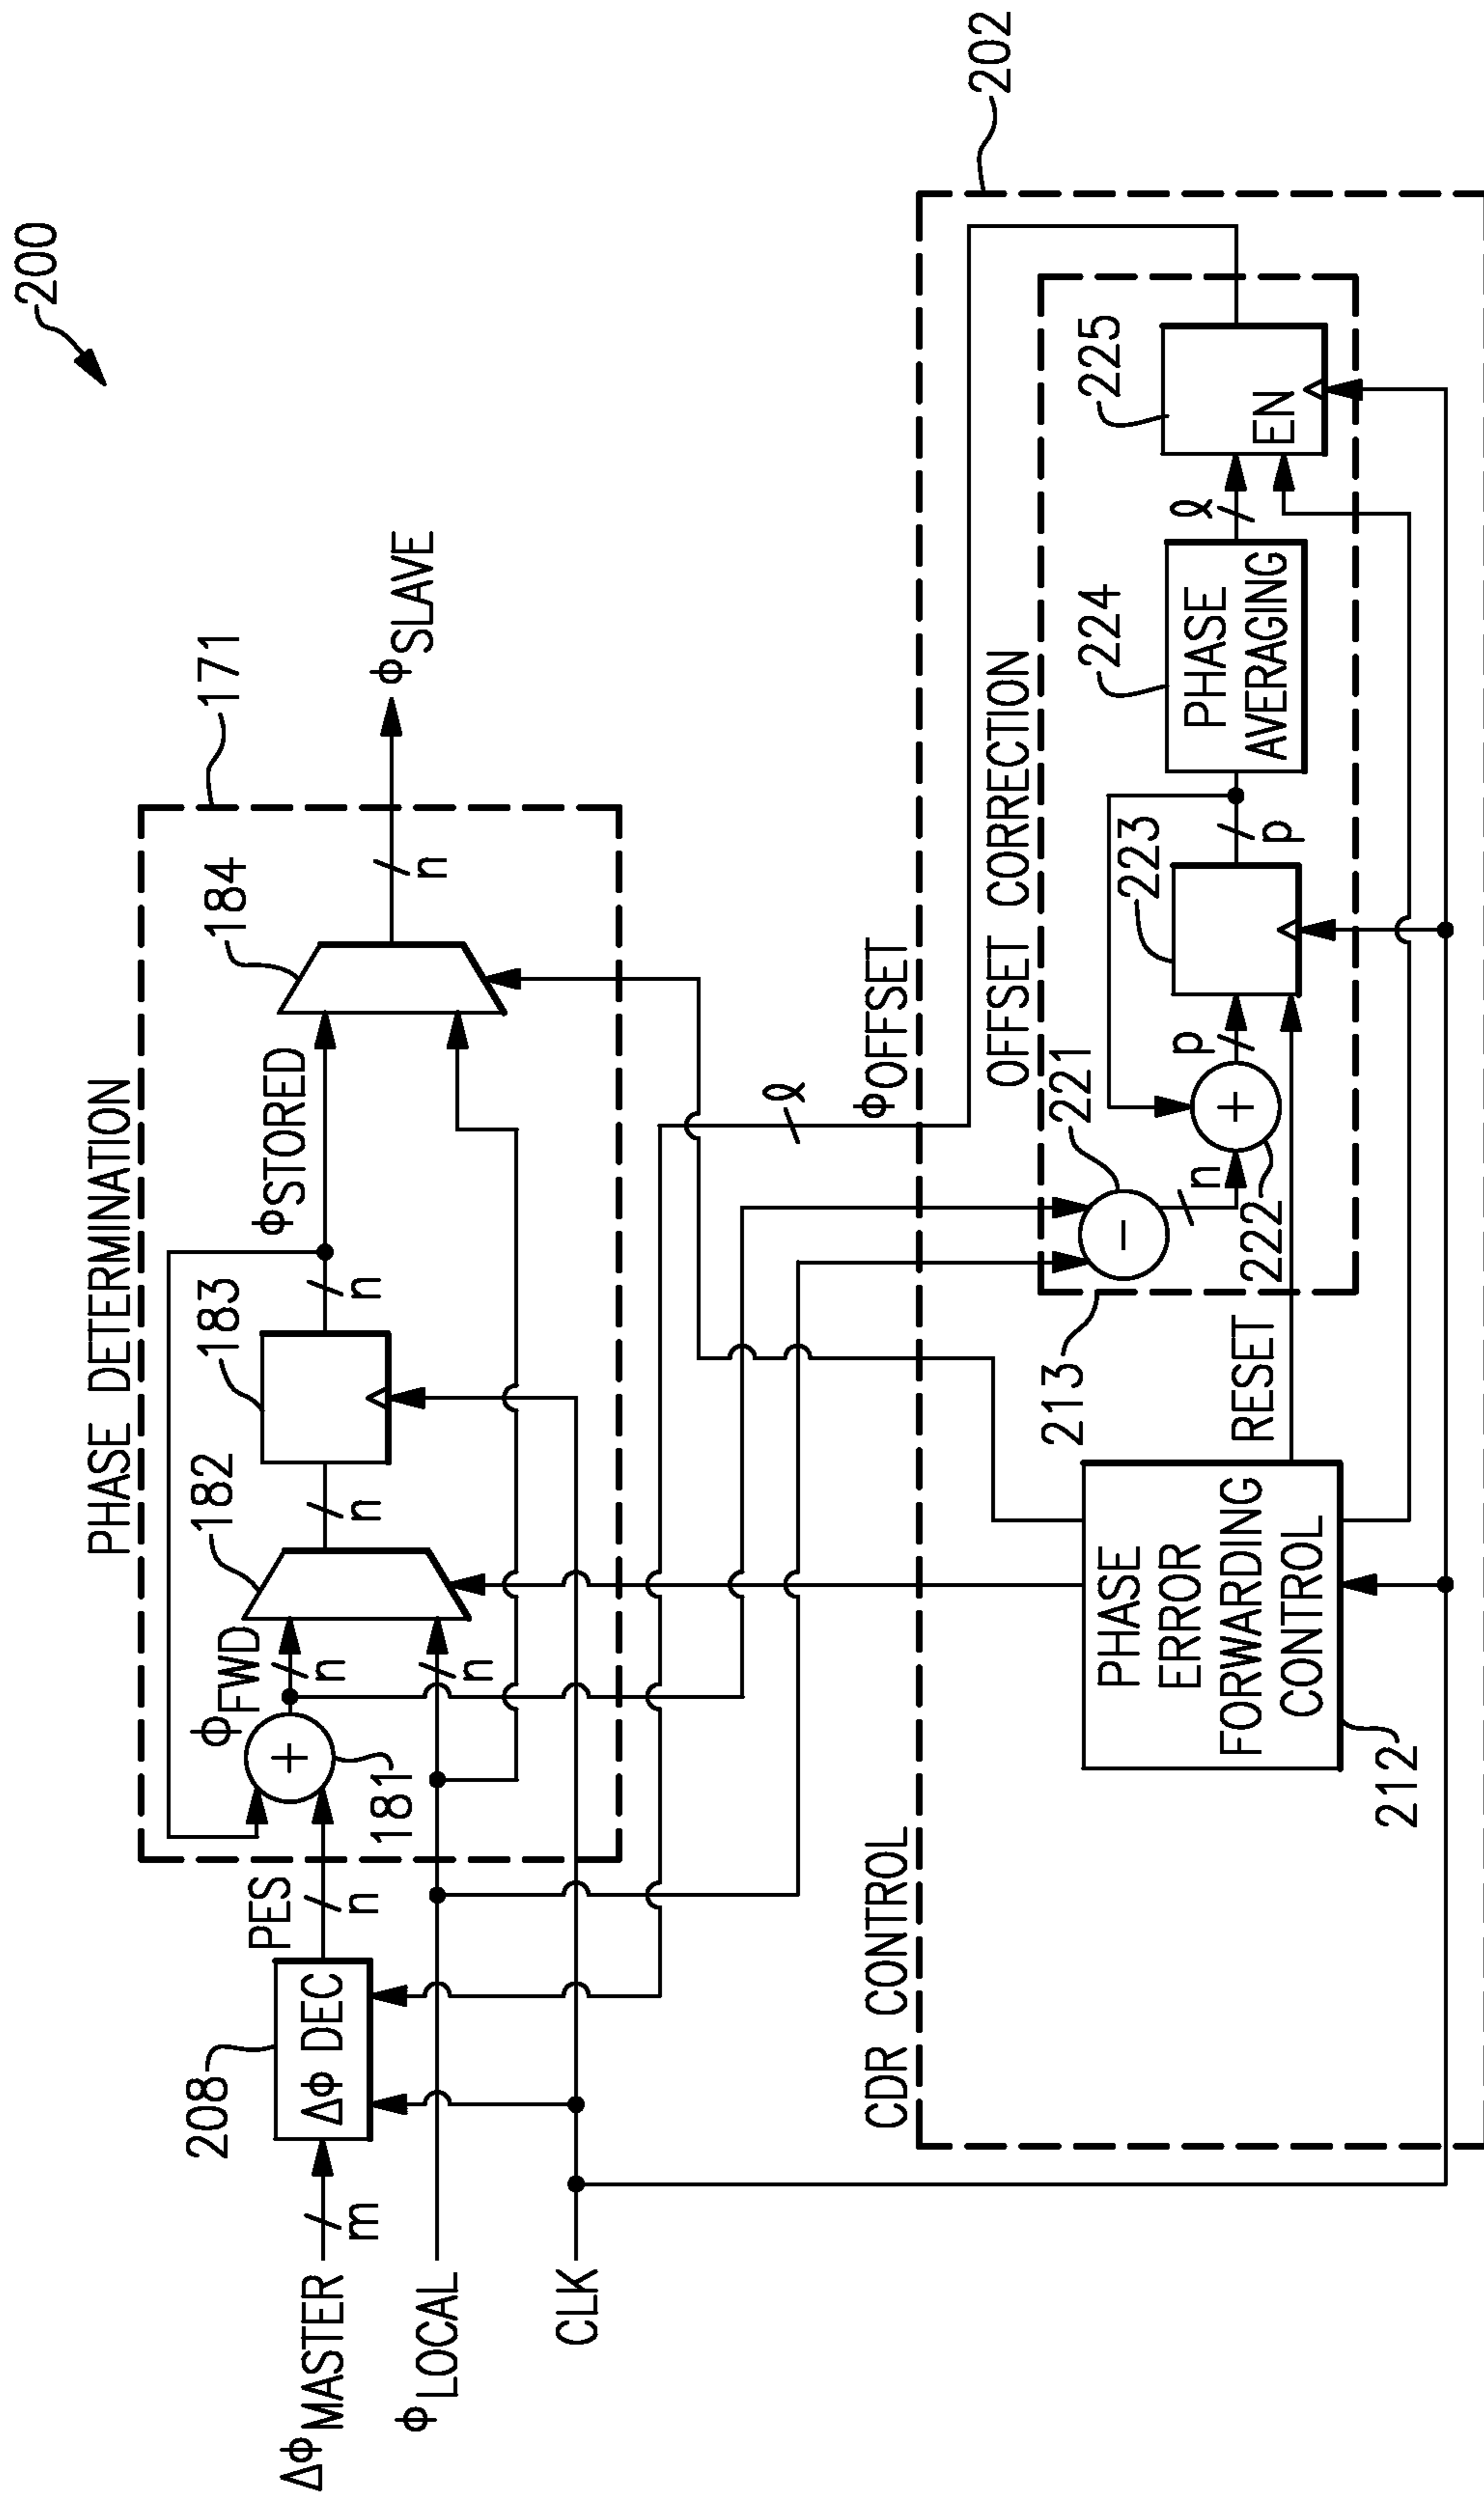 200
PHASE DETERMINATION
171
ΔΦMASTER
m
208
ΔΦ DEC
PES
n
ΦFWD
n
181
n
182
n
183
n
ΦSTORED
184
n
ΦSLAVE
ΦLOCAL
CLK
ℓ
ΦOFFSET
CDR CONTROL
202
OFFSET CORRECTION
213
221
n
222
p
223
p
224
PHASE
AVERAGING
ℓ
225
EN
RESET
PHASE
ERROR
FORWARDING
CONTROL
212
+
+
-